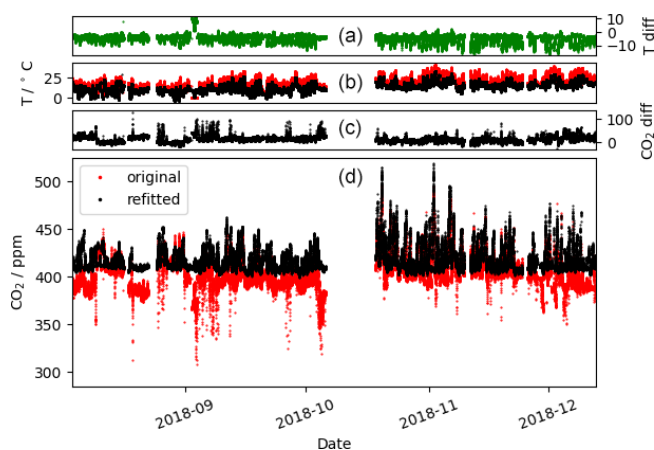 10
0
−10
T diff
(a)
25
0
T / ° C
(b)
100
0
CO₂ diff
(c)
(d)
original
refitted
500
450
400
350
300
CO₂ / ppm
2018-09
2018-10
2018-11
2018-12
Date